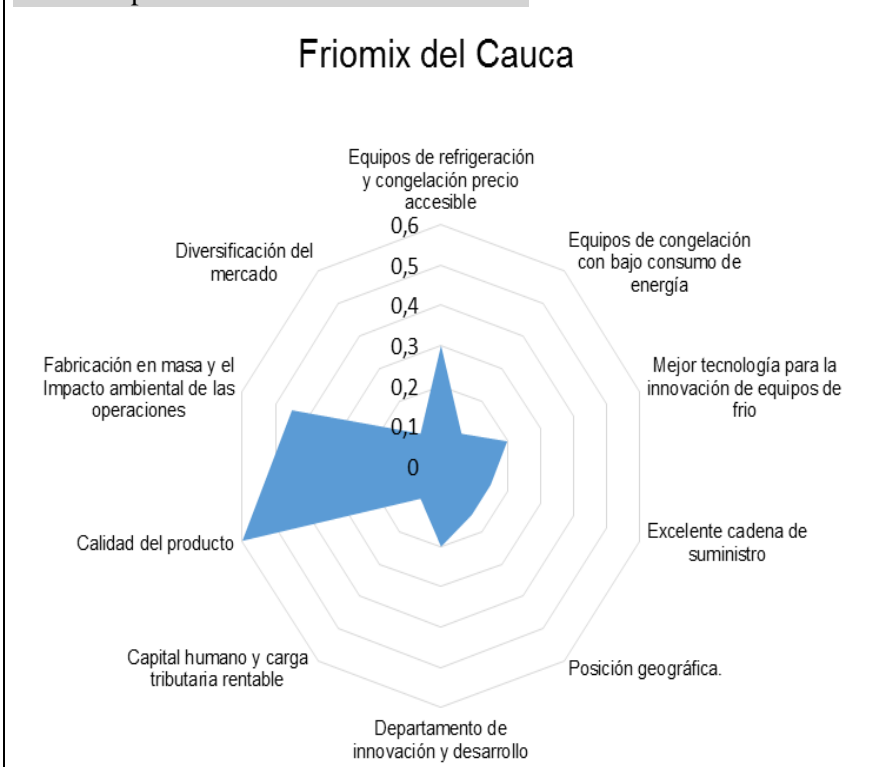 Friomix del Cauca
Equipos de refrigeración
y congelación precio
accesible
0,6
0,5
0,4
0,3
0,2
0,1
0
Equipos de congelación
con bajo consumo de
energía
Mejor tecnología para la
innovación de equipos de
frio
Excelente cadena de
suministro
Posición geográfica.
Departamento de
innovación y desarrollo
Capital humano y carga
tributaria rentable
Calidad del producto
Fabricación en masa y el
Impacto ambiental de las
operaciones
Diversificación del
mercado